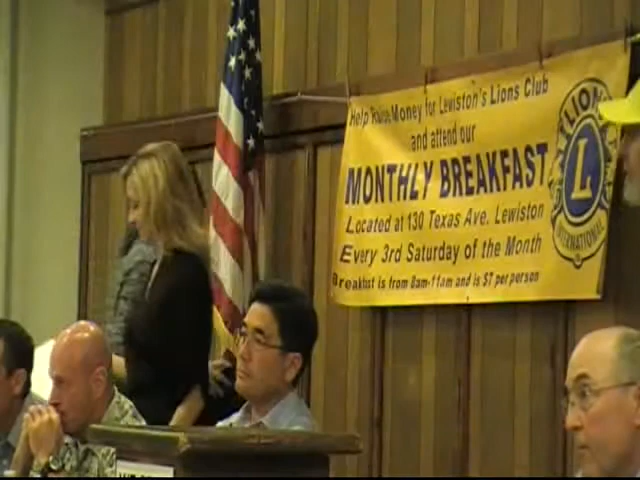 Help Raise Money for Lewiston's Lions Club
and attend our
MONTHLY BREAKFAST
Located at 130 Texas Ave. Lewiston
Every 3rd Saturday of the Month
Breakfast is from 8am-11am and is $7 per person
LIONS
L
INTERNATIONAL